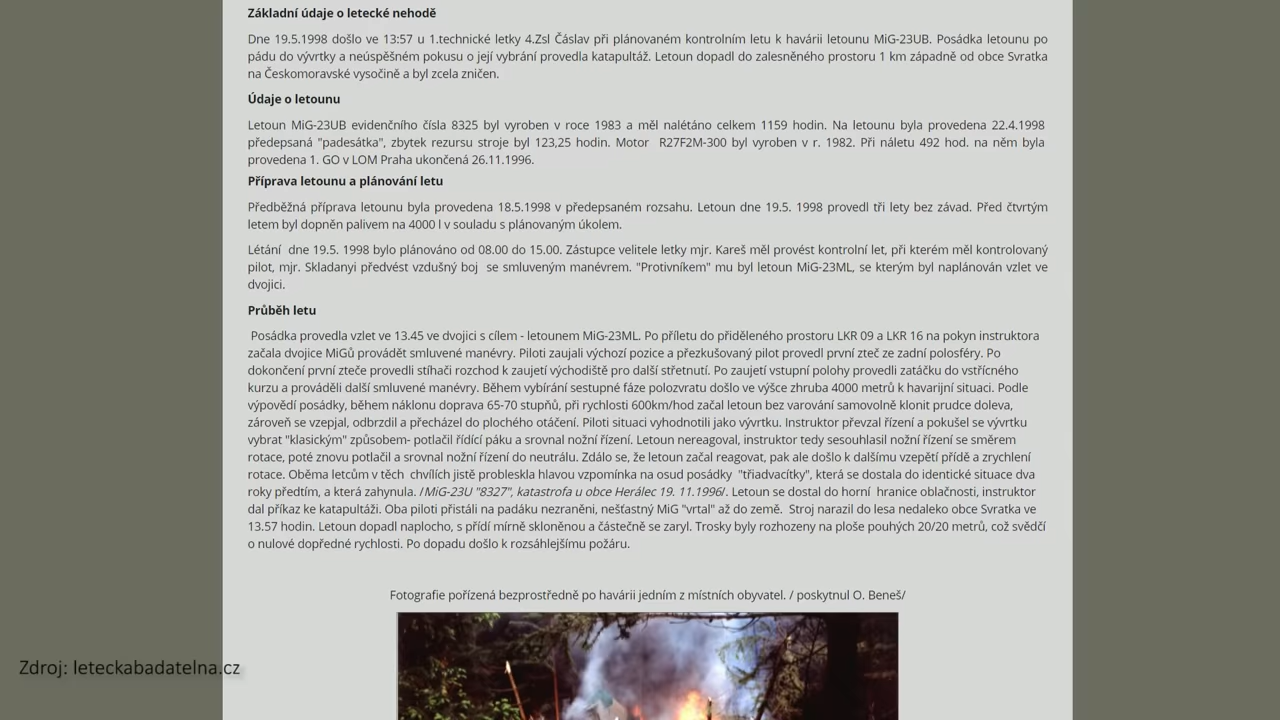 Základní údaje o letecké nehodě
Dne 19.5.1998 došlo ve 13:57 u 1.technické letky 4.Zsl Čáslav při plánovaném kontrolním letu k havárii letounu MiG-23UB. Posádka letounu po
pádu do vývrtky a neúspěšném pokusu o její vybrání provedla katapultáž. Letoun dopadl do zalesněného prostoru 1 km západně od obce Svratka
na Českomoravské vysočině a byl zcela zničen.
Údaje o letounu
Letoun MiG-23UB evidenčního čísla 8325 byl vyroben v roce 1983 a měl nalétáno celkem 1159 hodin. Na letounu byla provedena 22.4.1998
předepsaná "padesátka", zbytek rezursu stroje byl 123,25 hodin. Motor R27F2M-300 byl vyroben v r. 1982. Při náletu 492 hod. na něm byla
provedena 1. GO v LOM Praha ukončená 26.11.1996.
Příprava letounu a plánování letu
Předběžná příprava letounu byla provedena 18.5.1998 v předepsaném rozsahu. Letoun dne 19.5. 1998 provedl tři lety bez závad. Před čtvrtým
letem byl dopněn palivem na 4000 l v souladu s plánovaným úkolem.
Létání dne 19.5. 1998 bylo plánováno od 08.00 do 15.00. Zástupce velitele letky mjr. Kareš měl provést kontrolní let, při kterém měl kontrolovaný
pilot, mjr. Skladanyi předvést vzdušný boj se smluveným manévrem. "Protivníkem" mu byl letoun MiG-23ML, se kterým byl naplánován vzlet ve
dvojici.
Průběh letu
Posádka provedla vzlet ve 13.45 ve dvojici s cílem - letounem MiG-23ML. Po příletu do přiděleného prostoru LKR 09 a LKR 16 na pokyn instruktora
začala dvojice MiGů provádět smluvené manévry. Piloti zaujali výchozí pozice a přezkušovaný pilot provedl první zteč ze zadní polosféry. Po
dokončení první zteče provedli stíhači rozchod k zaujetí východiště pro další střetnutí. Po zaujetí vstupní polohy provedli zatáčku do vstřícného
kurzu a prováděli další smluvené manévry. Během vybírání sestupné fáze polozvratu došlo ve výšce zhruba 4000 metrů k havarijní situaci. Podle
výpovědí posádky, během náklonu doprava 65-70 stupňů, při rychlosti 600km/hod začal letoun bez varování samovolně klonit prudce doleva,
zároveň se vzepjal, odbrzdil a přecházel do plochého otáčení. Piloti situaci vyhodnotili jako vývrtku. Instruktor převzal řízení a pokušel se vývrtku
vybrat "klasickým" způsobem- potlačil řídící páku a srovnal nožní řízení. Letoun nereagoval, instruktor tedy sesouhlasil nožní řízení se směrem
rotace, poté znovu potlačil a srovnal nožní řízení do neutrálu. Zdálo se, že letoun začal reagovat, pak ale došlo k dalšímu vzepětí přídě a zrychlení
rotace. Oběma letcům v těch chvílích jistě probleskla hlavou vzpomínka na osud posádky "třiadvacítky", která se dostala do identické situace dva
roky předtím, a která zahynula. /MiG-23U "8327", katastrofa u obce Herálec 19. 11.1996/. Letoun se dostal do horní hranice oblačnosti, instruktor
dal příkaz ke katapultáži. Oba piloti přistáli na padáku nezraněni, nešťastný MiG "vrtal" až do země. Stroj narazil do lesa nedaleko obce Svratka ve
13.57 hodin. Letoun dopadl naplocho, s přídí mírně skloněnou a částečně se zaryl. Trosky byly rozhozeny na ploše pouhých 20/20 metrů, což svědčí
o nulové dopředné rychlosti. Po dopadu došlo k rozsáhlejšímu požáru.
Fotografie pořízená bezprostředně po havárii jedním z místních obyvatel. / poskytnul O. Beneš/
Zdroj: leteckabadatelna.cz